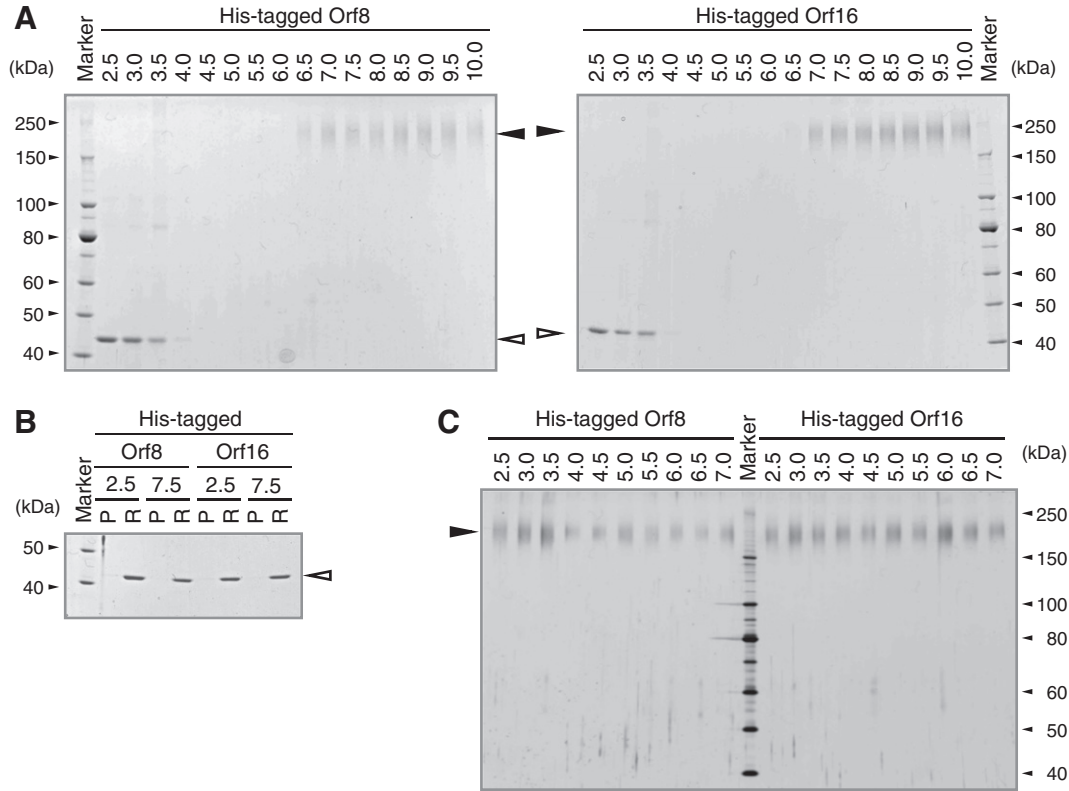 A
His-tagged Orf8
His-tagged Orf16
(kDa) Marker 2.5 3.0 3.5 4.0 4.5 5.0 5.5 6.0 6.5 7.0 7.5 8.0 8.5 9.0 9.5 10.0
2.5 3.0 3.5 4.0 4.5 5.0 5.5 6.0 6.5 7.0 7.5 8.0 8.5 9.0 9.5 10.0 Marker (kDa)
250
150
100
80
60
50
40
250
150
100
80
60
50
40
B
His-tagged
Orf8 Orf16
2.5 7.5 2.5 7.5
(kDa) Marker P R P R P R P R
50
40
C
His-tagged Orf8
His-tagged Orf16
2.5 3.0 3.5 4.0 4.5 5.0 5.5 6.0 6.5 7.0 Marker 2.5 3.0 3.5 4.0 4.5 5.0 5.5 6.0 6.5 7.0 (kDa)
250
150
100
80
60
50
40